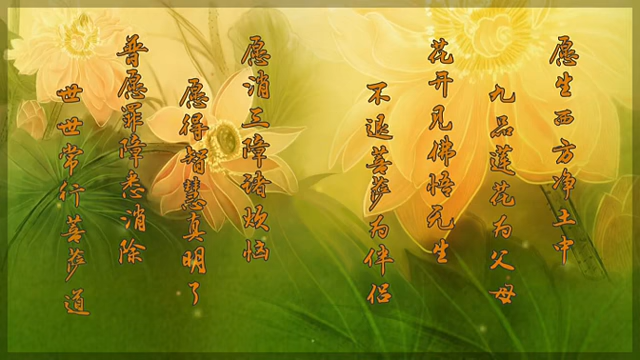 愿生西方净土中
九品莲花为父母
花开见佛悟无生
不退菩萨为伴侣
愿消三障诸烦恼
愿得智慧真明了
普愿罪障悉消除
世世常行菩萨道